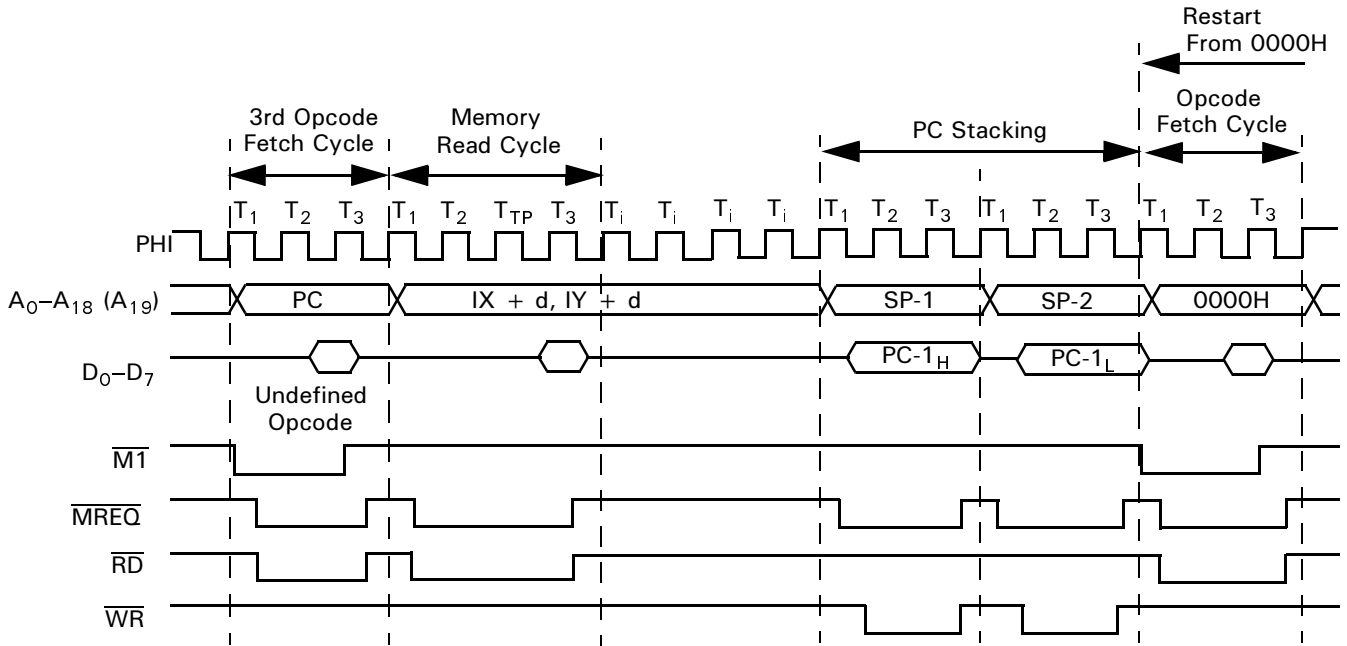 Restart
From 0000H
3rd Opcode
Fetch Cycle
Memory
Read Cycle
PC Stacking
Opcode
Fetch Cycle
T1 T2 T3 T1 T2 TTP T3 Ti Ti Ti Ti T1 T2 T3 T1 T2 T3 T1 T2 T3
PHI
A0–A18 (A19) PC IX + d, IY + d SP-1 SP-2 0000H
D0–D7 PC-1H PC-1L
Undefined
Opcode
M1
MREQ
RD
WR